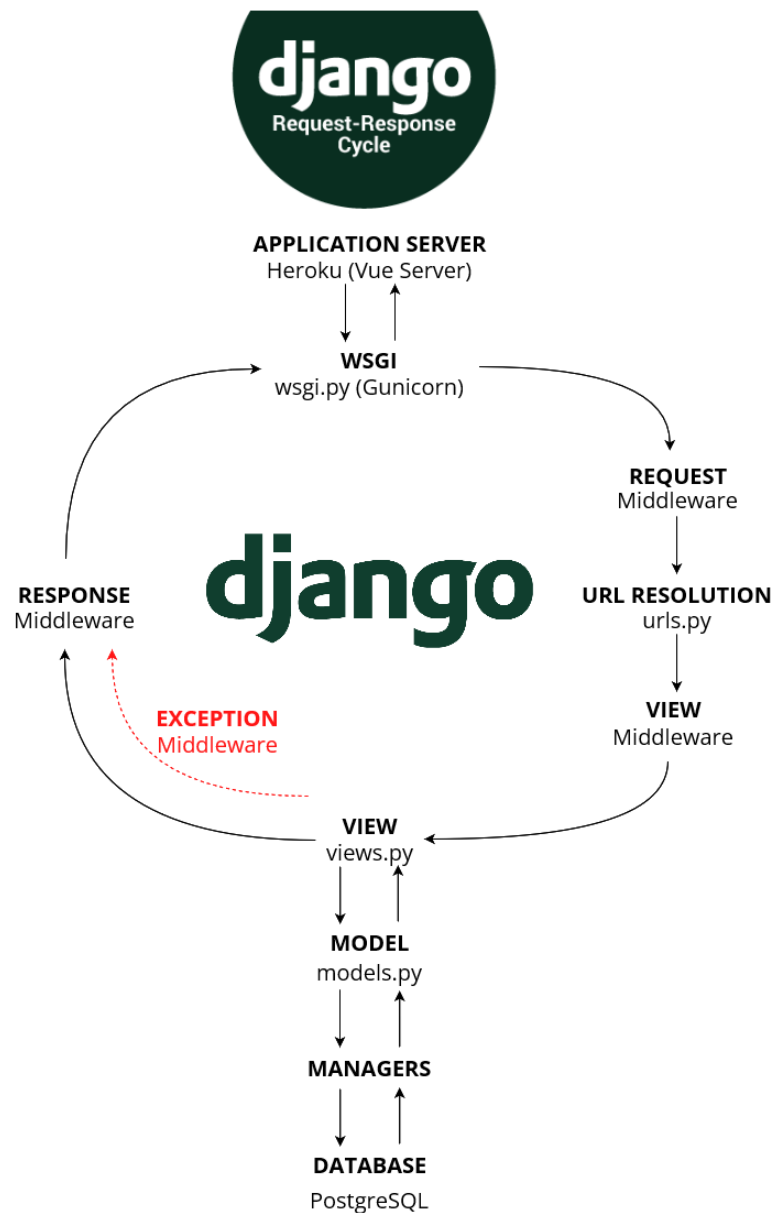 django
Request-Response
Cycle
APPLICATION SERVER
Heroku (Vue Server)
WSGI
wsgi.py (Gunicorn)
REQUEST
Middleware
URL RESOLUTION
urls.py
VIEW
Middleware
django
RESPONSE
Middleware
EXCEPTION
Middleware
VIEW
views.py
MODEL
models.py
MANAGERS
DATABASE
PostgreSQL